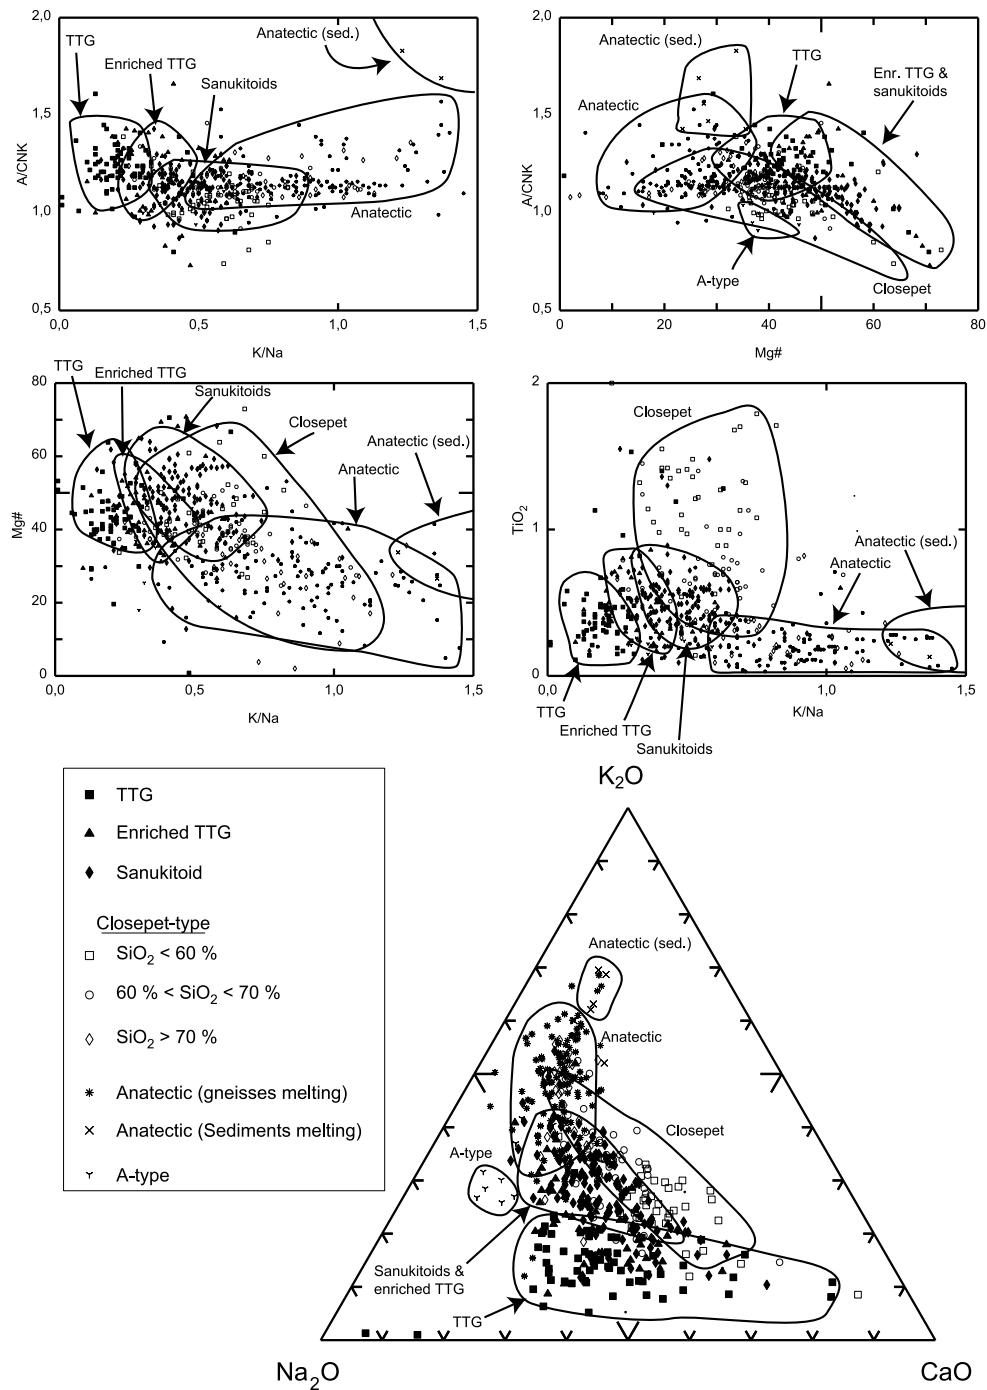 2,0
1,5
1,0
0,5
A/CNK
TTG
Enriched TTG
Sanukitoids
Anatectic (sed.)
Anatectic
0,0
0,5
1,0
1,5
K/Na
2,0
1,5
1,0
0,5
A/CNK
Anatectic (sed.)
TTG
Enr. TTG &
sanukitoids
Anatectic
A-type
Closepet
0
20
40
60
80
Mg#
80
60
40
20
0
Mg#
TTG
Enriched TTG
Sanukitoids
Closepet
Anatectic (sed.)
Anatectic
0,0
0,5
1,0
1,5
K/Na
2
1
0
TiO₂
Closepet
Anatectic (sed.)
Anatectic
TTG
Enriched TTG
Sanukitoids
0,0
1,0
1,5
K/Na
TTG
Enriched TTG
Sanukitoid
Closepet-type
SiO₂ < 60 %
60 % < SiO₂ < 70 %
SiO₂ > 70 %
Anatectic (gneisses melting)
Anatectic (Sediments melting)
A-type
K₂O
Anatectic (sed.)
Anatectic
Closepet
A-type
Sanukitoids &
enriched TTG
TTG
Na₂O
CaO